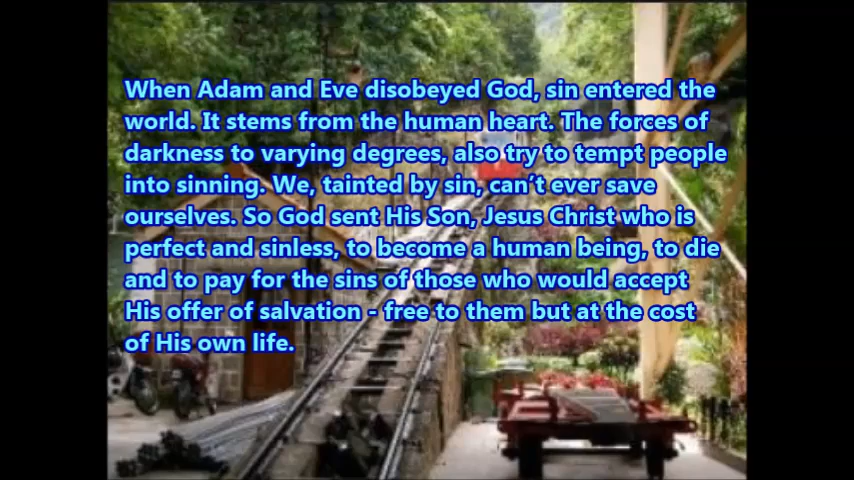 When Adam and Eve disobeyed God, sin entered the
world. It stems from the human heart. The forces of
darkness to varying degrees, also try to tempt people
into sinning. We, tainted by sin, can’t ever save
ourselves. So God sent His Son, Jesus Christ who is
perfect and sinless, to become a human being, to die
and to pay for the sins of those who would accept
His offer of salvation - free to them but at the cost
of His own life.